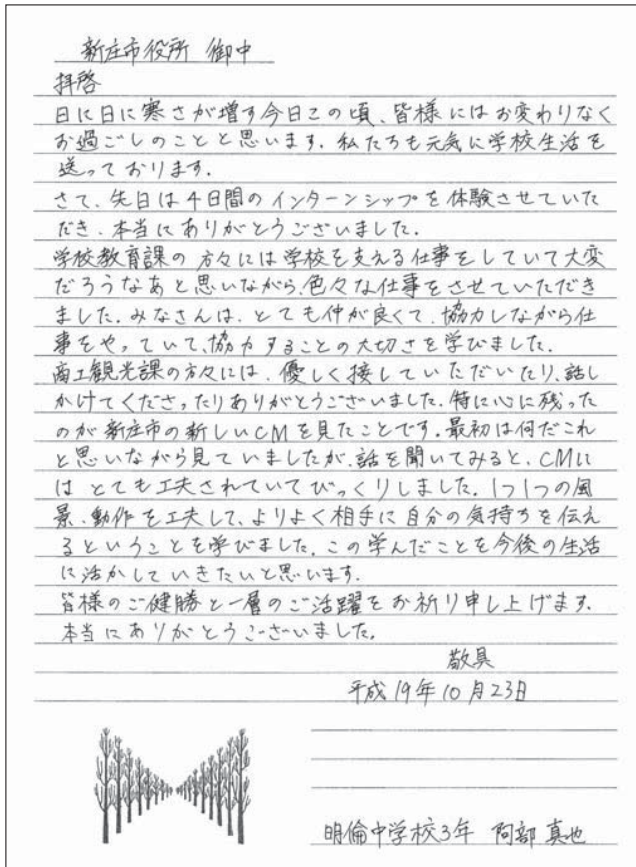 新庄市役所 御中
拝啓
日に日に寒さが増す今日この頃、皆様にはお変わりなく
お過ごしのことと思います。私たちも元気に学校生活を
送っております。
さて、先日は4日間のインターンシップを体験させていた
だき、本当にありがとうございました。
学校教育課の方々には学校を支える仕事をしていて大変
だろうなあと思いながら、色々な仕事をさせていただき
ました。みなさんは、とても仲が良くて、協力しながら仕
事をやっていて、協力することの大切さを学びました。
商工観光課の方々には、優しく接していただいたり、話し
かけてくださったりありがとうございました。特に心に残った
のが新庄市の新しいCMを見たことです。最初は何だこれ
と思いながら見ていましたが、話を聞いてみると、CMに
はとても工夫されていてびっくりしました。1つ1つの風
景、動作を工夫して、よりよく相手に自分の気持ちを伝え
るということを学びました。この学んだことを今後の生活
に活かしていきたいと思います。
皆様のご健勝と一層のご活躍をお祈り申し上げます。
本当にありがとうございました。
敬具
平成19年10月23日
明倫中学校3年 阿部 真也